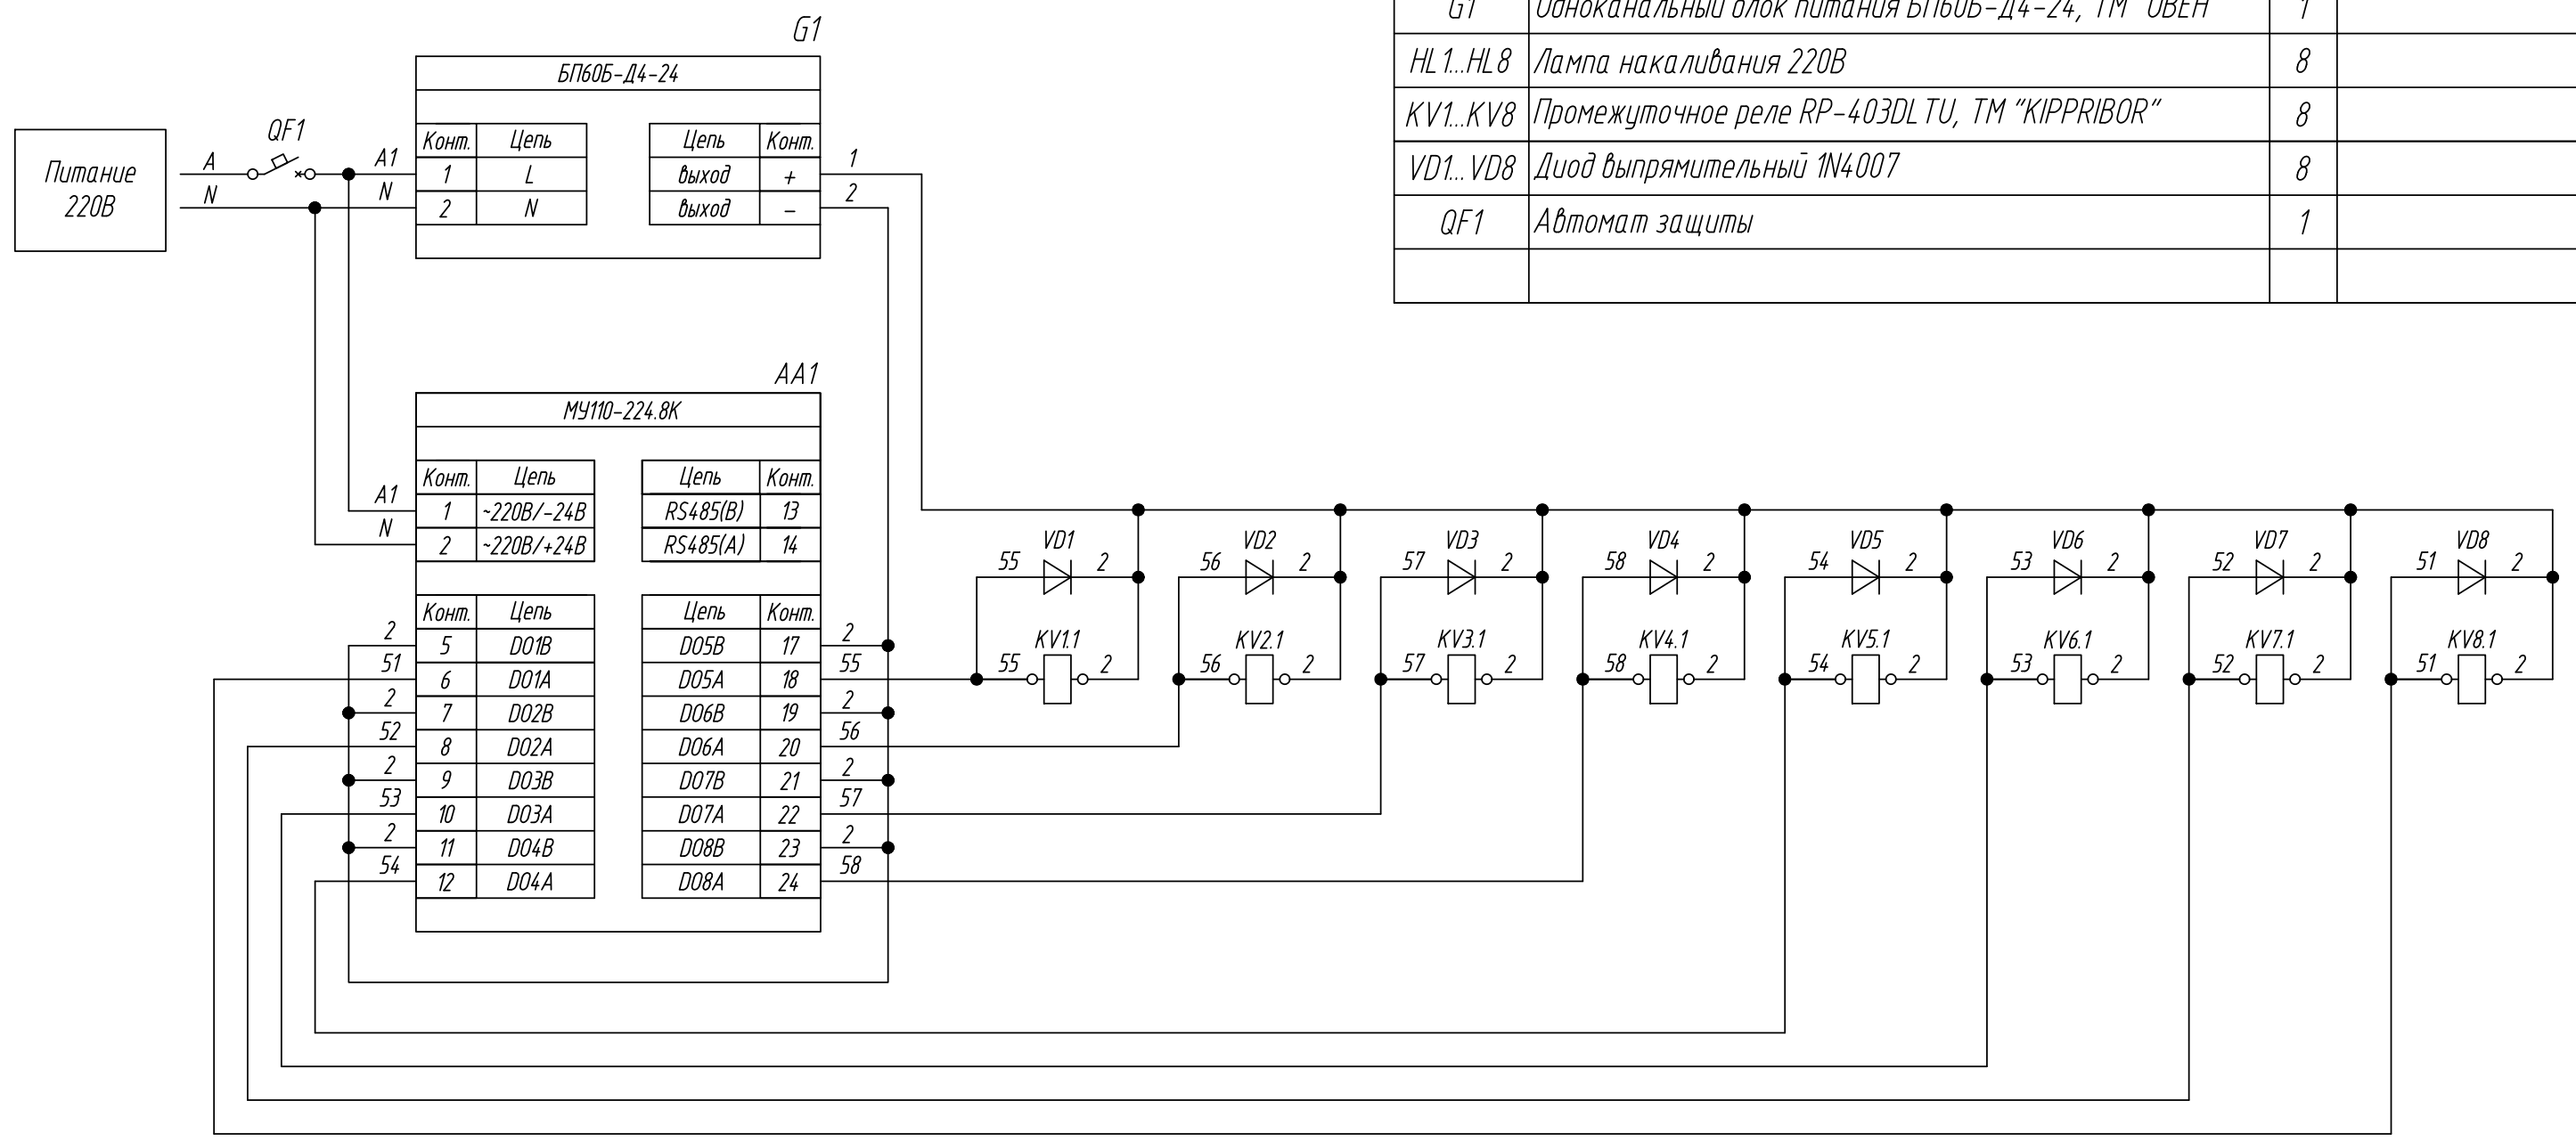 G1
БП60Б-Д4-24
Конт. Цепь
1 L
2 N
Цепь Конт.
выход +
выход -
Питание
220В
QF1
A
N
A1
N
1
2
G1 Одноканальный блок питания БП60Б-Д4-24, ТМ "ОВЕН" 1
HL1...HL8 Лампа накаливания 220В 8
KV1...KV8 Промежуточное реле RP-403DLTU, ТМ "KIPPRIBOR" 8
VD1...VD8 Диод выпрямительный 1N4007 8
QF1 Автомат защиты 1
AA1
МУ110-224.8К
Конт. Цепь
1 ~220В/-24В
2 ~220В/+24В
Цепь Конт.
RS485(B) 13
RS485(A) 14
A1
N
Конт. Цепь
2 5 DO1B
51 6 DO1A
2 7 DO2B
52 8 DO2A
2 9 DO3B
53 10 DO3A
2 11 DO4B
54 12 DO4A
Цепь Конт.
DO5B 17 2
DO5A 18 55
DO6B 19 2
DO6A 20 56
DO7B 21 2
DO7A 22 57
DO8B 23 2
DO8A 24 58
VD1 VD2 VD3 VD4 VD5 VD6 VD7 VD8
55 2 56 2 57 2 58 2 54 2 53 2 52 2 51 2
KV1.1 KV2.1 KV3.1 KV4.1 KV5.1 KV6.1 KV7.1 KV8.1
55 2 56 2 57 2 58 2 54 2 53 2 52 2 51 2